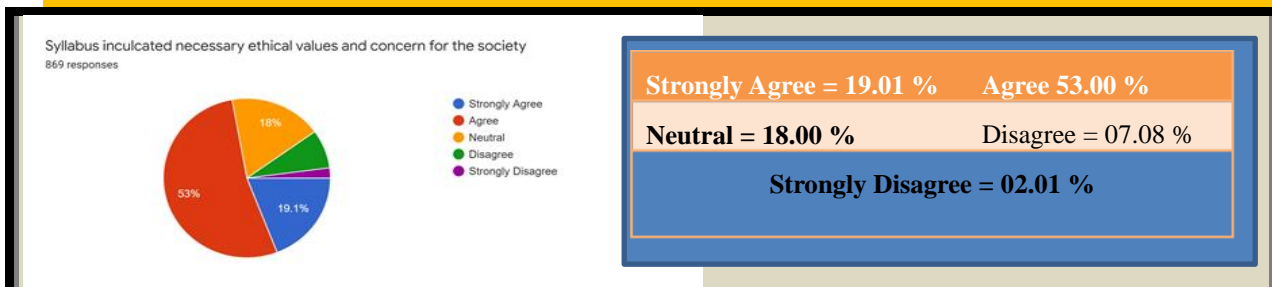 Syllabus inculcated necessary ethical values and concern for the society
869 responses
Strongly Agree
Agree
Neutral
Disagree
Strongly Disagree
18%
53%
19.1%
Strongly Agree = 19.01 % Agree 53.00 %
Neutral = 18.00 % Disagree = 07.08 %
Strongly Disagree = 02.01 %